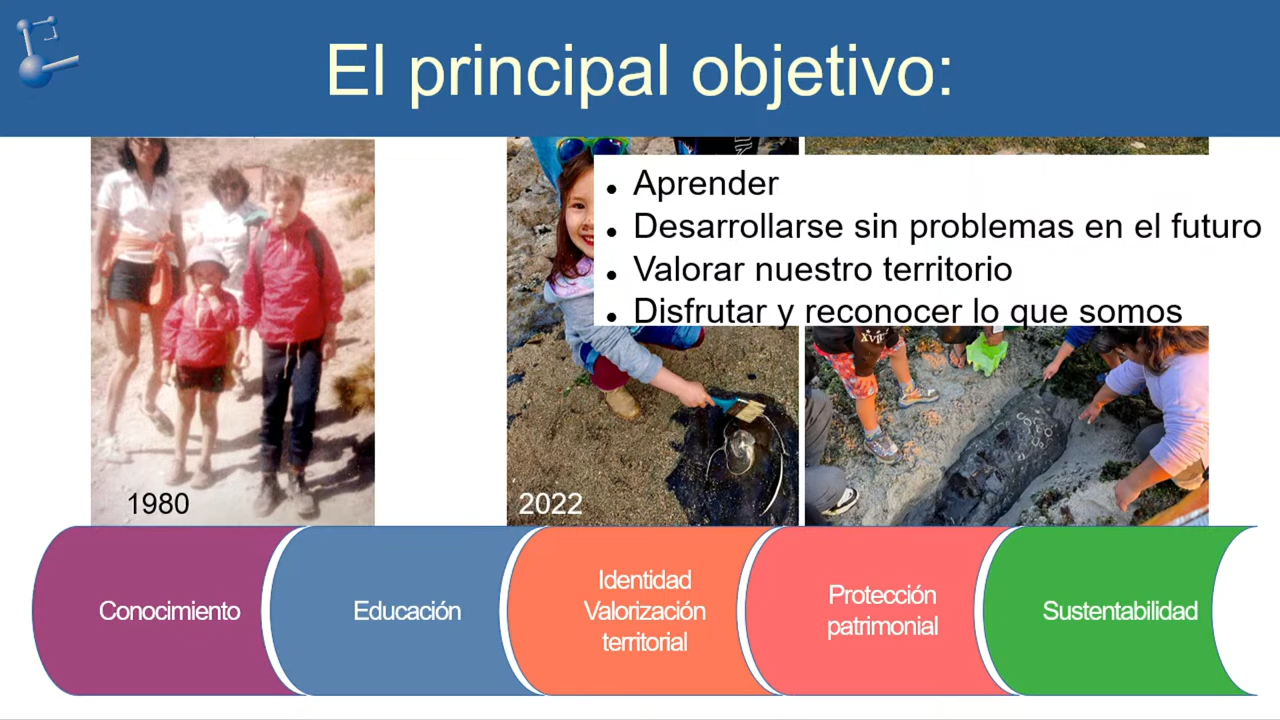 El principal objetivo:
Aprender
Desarrollarse sin problemas en el futuro
Valorar nuestro territorio
Disfrutar y reconocer lo que somos
1980
2022
Conocimiento
Educación
Identidad
Valorización
territorial
Protección
patrimonial
Sustentabilidad